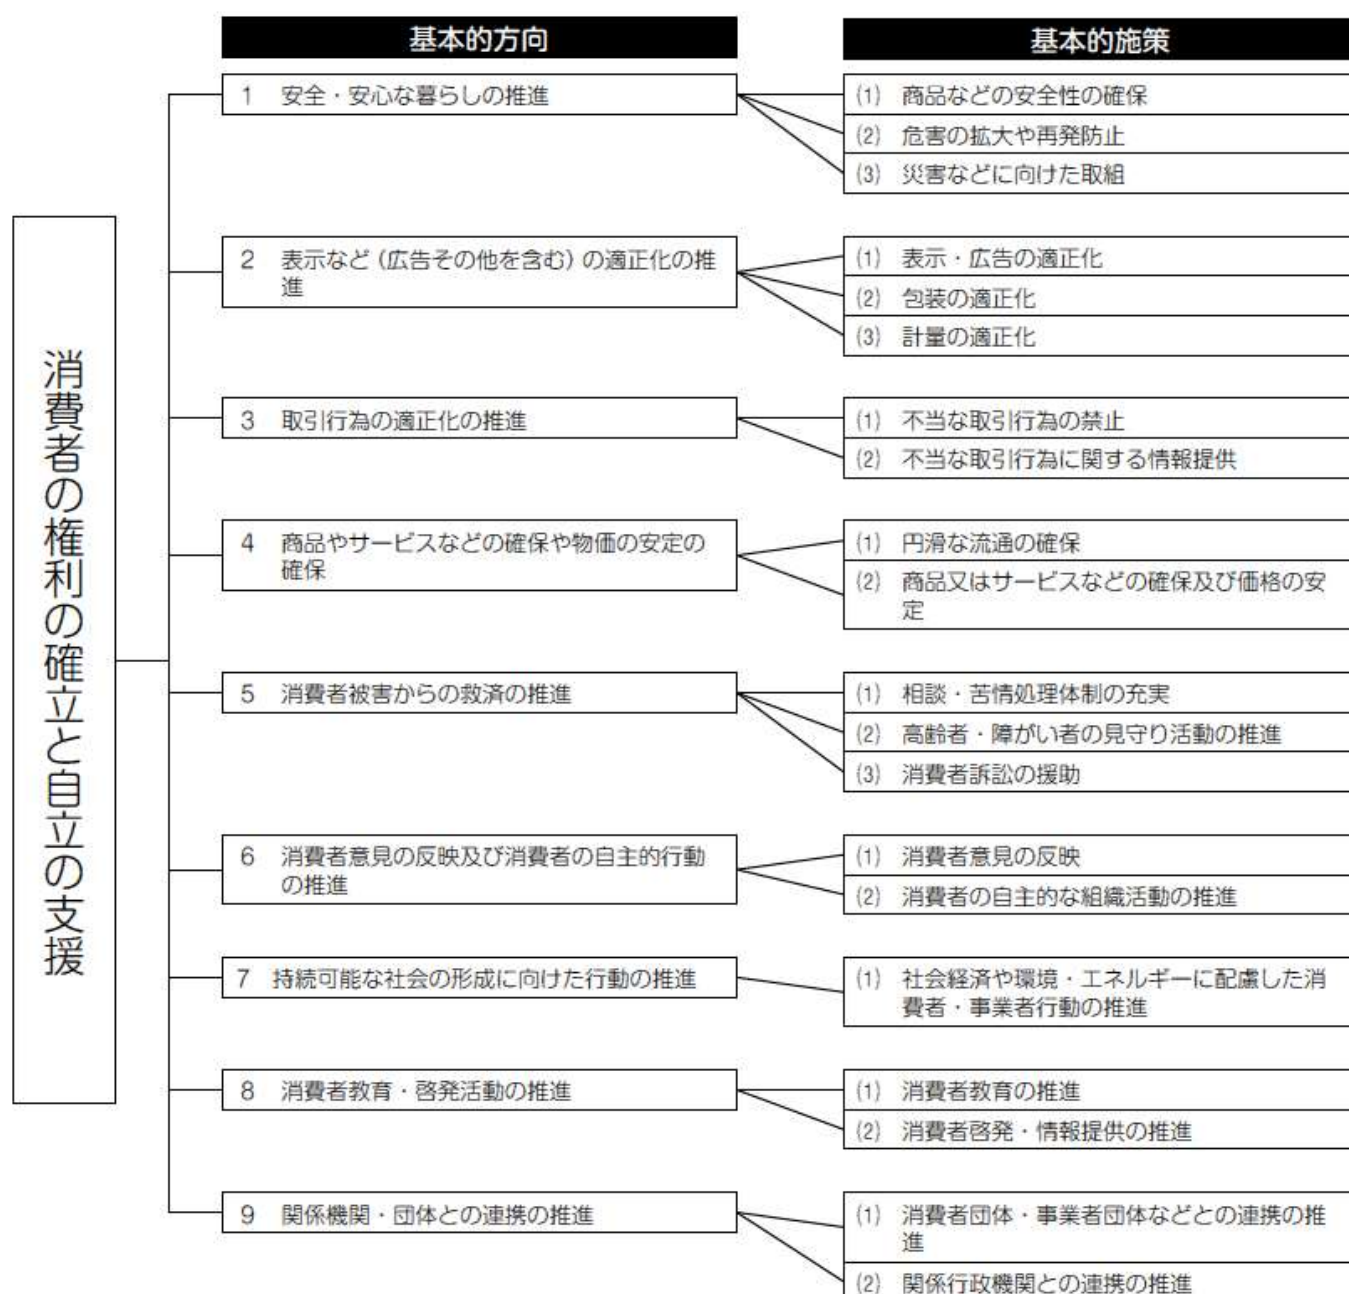 基本的方向
基本的施策
消費者の権利の確立と自立の支援
1 安全・安心な暮らしの推進
(1) 商品などの安全性の確保
(2) 危害の拡大や再発防止
(3) 災害などに向けた取組
2 表示など（広告その他を含む）の適正化の推
進
(1) 表示・広告の適正化
(2) 包装の適正化
(3) 計量の適正化
3 取引行為の適正化の推進
(1) 不当な取引行為の禁止
(2) 不当な取引行為に関する情報提供
4 商品やサービスなどの確保や物価の安定の
確保
(1) 円滑な流通の確保
(2) 商品又はサービスなどの確保及び価格の安
定
5 消費者被害からの救済の推進
(1) 相談・苦情処理体制の充実
(2) 高齢者・障がい者の見守り活動の推進
(3) 消費者訴訟の援助
6 消費者意見の反映及び消費者の自主的行動
の推進
(1) 消費者意見の反映
(2) 消費者の自主的な組織活動の推進
7 持続可能な社会の形成に向けた行動の推進
(1) 社会経済や環境・エネルギーに配慮した消
費者・事業者行動の推進
8 消費者教育・啓発活動の推進
(1) 消費者教育の推進
(2) 消費者啓発・情報提供の推進
9 関係機関・団体との連携の推進
(1) 消費者団体・事業者団体などとの連携の推
進
(2) 関係行政機関との連携の推進